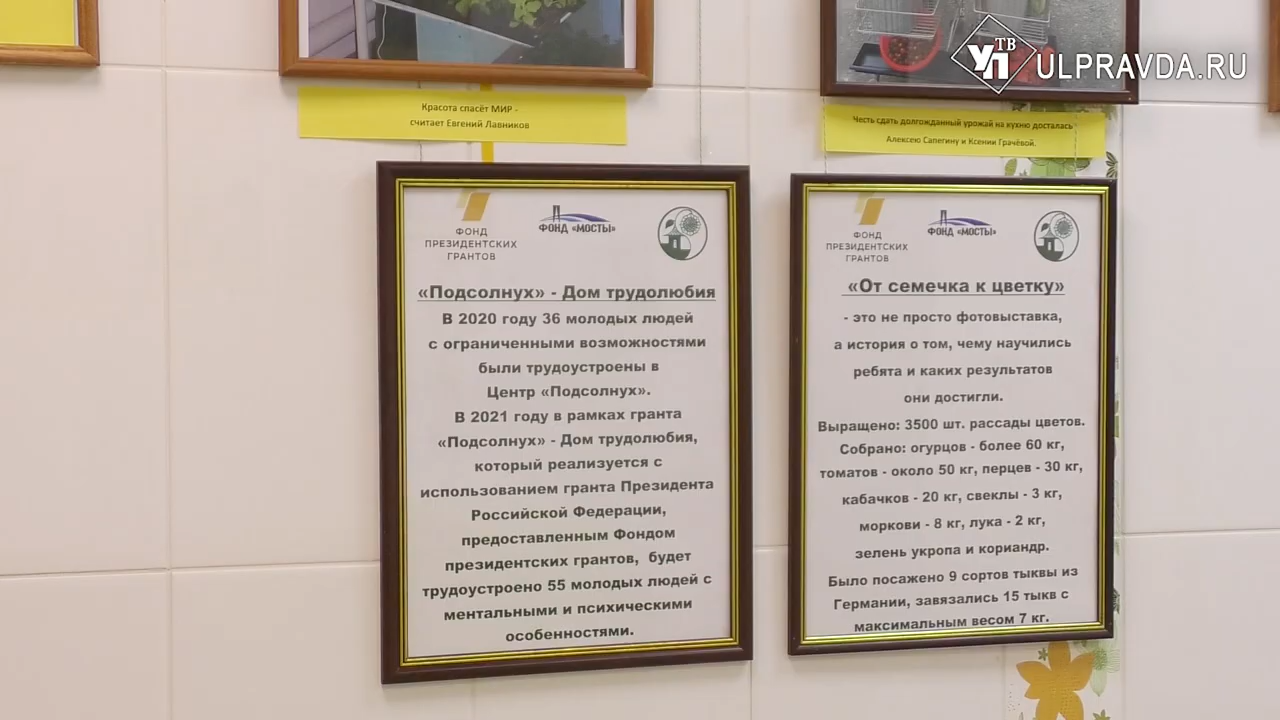 УП ТВ
ULPRAVDA.RU
Красота спасёт МИР -
считает Евгений Лавников
Честь сдать долгожданный урожай на кухню досталась
Алексею Сапегину и Ксении Грачёвой.
ФОНД
ПРЕЗИДЕНТСКИХ
ГРАНТОВ
ФОНД «МОСТЫ»
«Подсолнух» - Дом трудолюбия
В 2020 году 36 молодых людей
с ограниченными возможностями
были трудоустроены в
Центр «Подсолнух».
В 2021 году в рамках гранта
«Подсолнух» - Дом трудолюбия,
который реализуется с
использованием гранта Президента
Российской Федерации,
предоставленным Фондом
президентских грантов, будет
трудоустроено 55 молодых людей с
ментальными и психическими
особенностями.
ФОНД
ПРЕЗИДЕНТСКИХ
ГРАНТОВ
ФОНД «МОСТЫ»
«От семечка к цветку»
- это не просто фотовыставка,
а история о том, чему научились
ребята и каких результатов
они достигли.
Выращено: 3500 шт. рассады цветов.
Собрано: огурцов - более 60 кг,
томатов - около 50 кг, перцев - 30 кг,
кабачков - 20 кг, свеклы - 3 кг,
моркови - 8 кг, лука - 2 кг,
зелень укропа и кориандр.
Было посажено 9 сортов тыквы из
Германии, завязались 15 тыкв с
максимальным весом 7 кг.